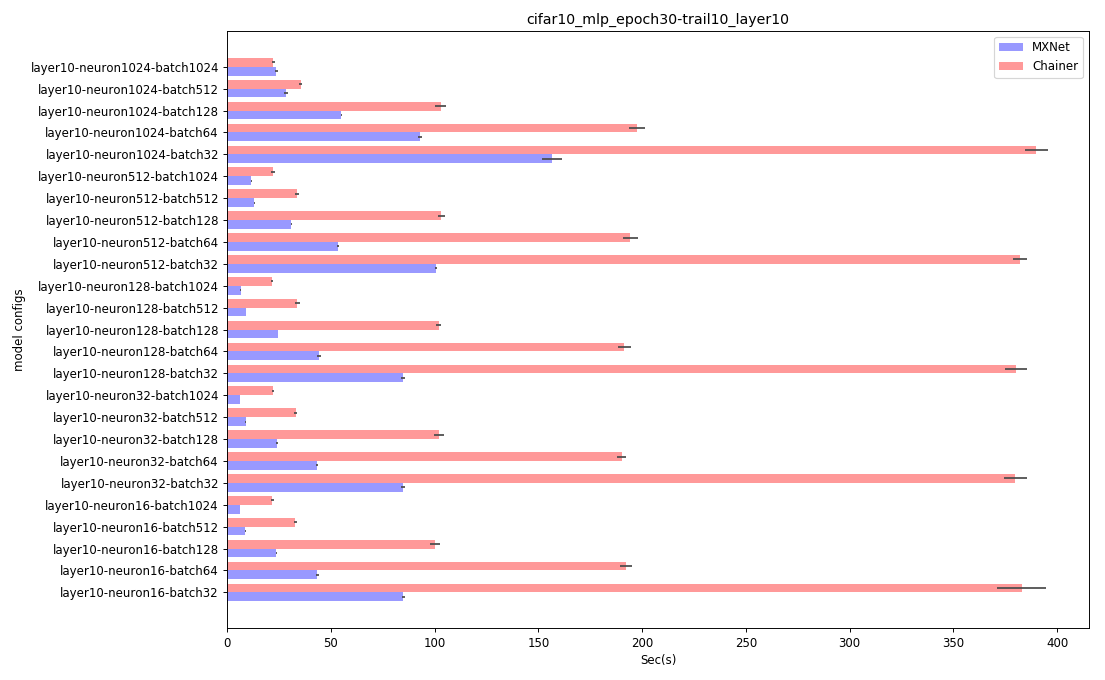 cifar10_mlp_epoch30-trail10_layer10
MXNet
Chainer
model configs
layer10-neuron1024-batch1024
layer10-neuron1024-batch512
layer10-neuron1024-batch128
layer10-neuron1024-batch64
layer10-neuron1024-batch32
layer10-neuron512-batch1024
layer10-neuron512-batch512
layer10-neuron512-batch128
layer10-neuron512-batch64
layer10-neuron512-batch32
layer10-neuron128-batch1024
layer10-neuron128-batch512
layer10-neuron128-batch128
layer10-neuron128-batch64
layer10-neuron128-batch32
layer10-neuron32-batch1024
layer10-neuron32-batch512
layer10-neuron32-batch128
layer10-neuron32-batch64
layer10-neuron32-batch32
layer10-neuron16-batch1024
layer10-neuron16-batch512
layer10-neuron16-batch128
layer10-neuron16-batch64
layer10-neuron16-batch32
0 50 100 150 200 250 300 350 400
Sec(s)